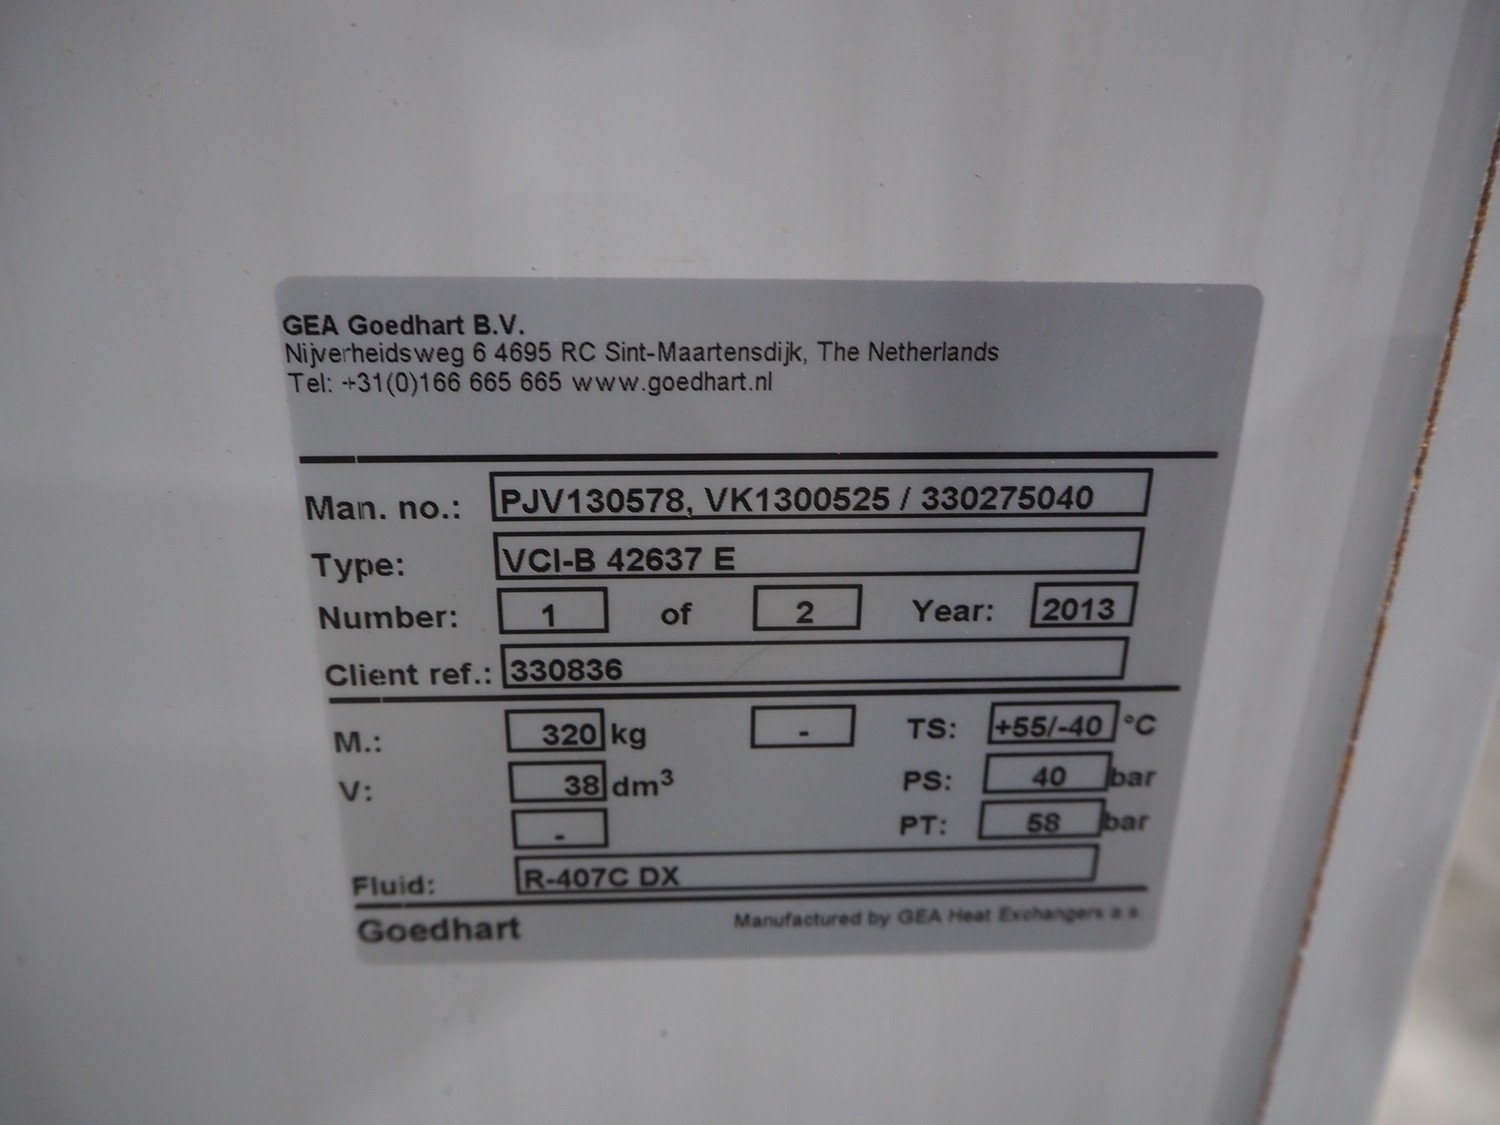 GEA Goedhart B.V.
Nijverheidsweg 6 4695 RC Sint-Maartensdijk, The Netherlands
Tel: +31(0)166 665 665 www.goedhart.nl
Man. no.: PJV130578, VK1300525 / 330275040
Type: VCI-B 42637 E
Number: 1 of 2 Year: 2013
Client ref.: 330836
M.: 320 kg - TS: +55/-40 °C
V: 38 dm³ PS: 40 bar
- PT: 58 bar
Fluid: R-407C DX
Goedhart Manufactured by GEA Heat Exchangers a.s.